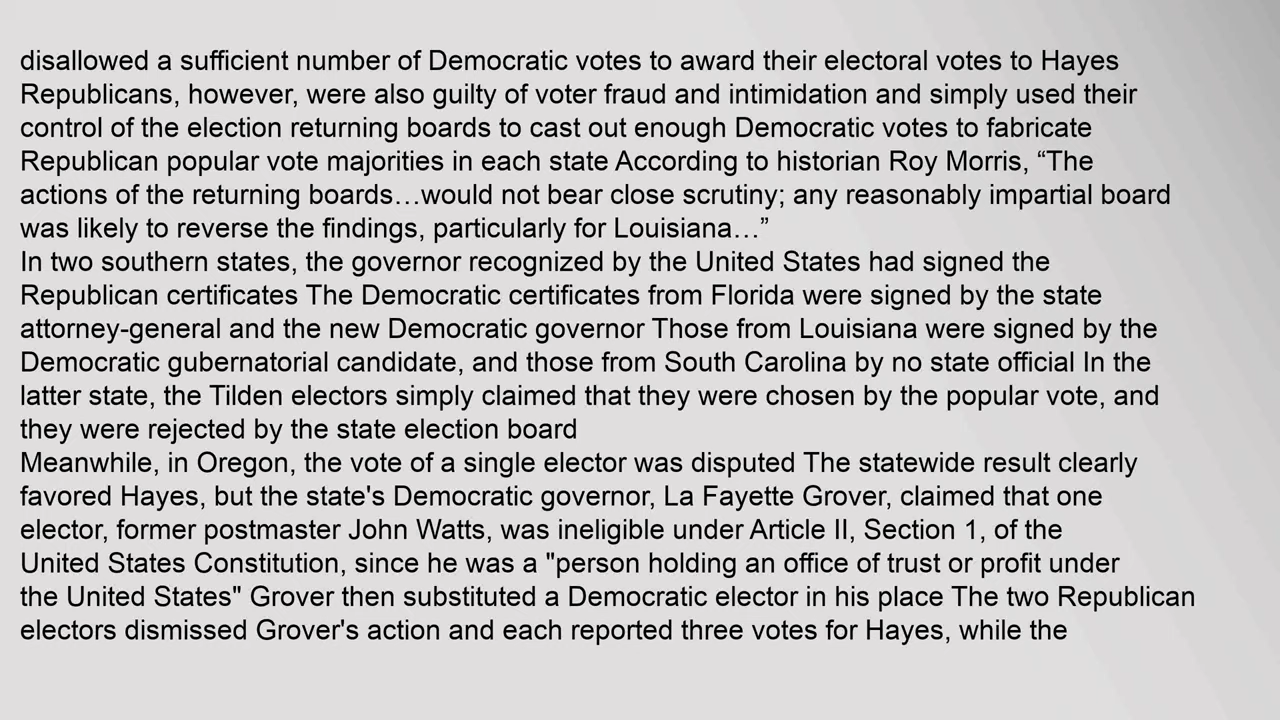 disallowed a sufficient number of Democratic votes to award their electoral votes to Hayes
Republicans, however, were also guilty of voter fraud and intimidation and simply used their
control of the election returning boards to cast out enough Democratic votes to fabricate
Republican popular vote majorities in each state According to historian Roy Morris, “The
actions of the returning boards…would not bear close scrutiny; any reasonably impartial board
was likely to reverse the findings, particularly for Louisiana…”
In two southern states, the governor recognized by the United States had signed the
Republican certificates The Democratic certificates from Florida were signed by the state
attorney-general and the new Democratic governor Those from Louisiana were signed by the
Democratic gubernatorial candidate, and those from South Carolina by no state official In the
latter state, the Tilden electors simply claimed that they were chosen by the popular vote, and
they were rejected by the state election board
Meanwhile, in Oregon, the vote of a single elector was disputed The statewide result clearly
favored Hayes, but the state's Democratic governor, La Fayette Grover, claimed that one
elector, former postmaster John Watts, was ineligible under Article II, Section 1, of the
United States Constitution, since he was a "person holding an office of trust or profit under
the United States" Grover then substituted a Democratic elector in his place The two Republican
electors dismissed Grover's action and each reported three votes for Hayes, while the